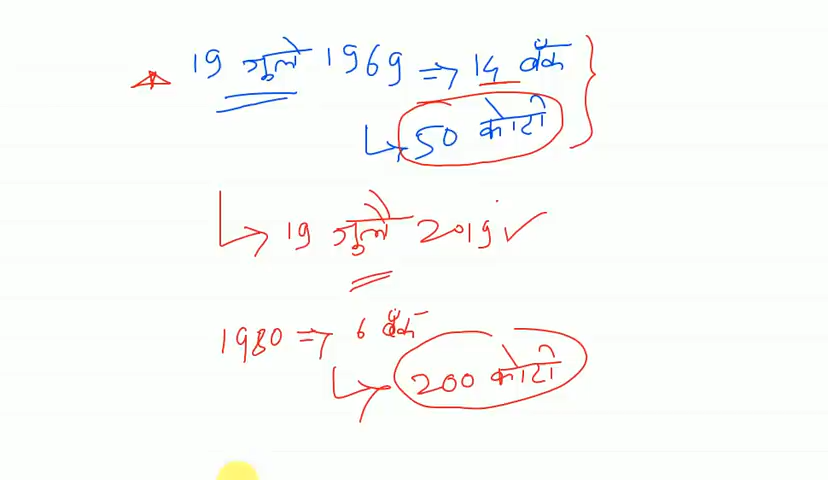 19 जुलै 1969 ⇒ 14 बँक
↳ 50 कोटी
↳ 19 जुलै 2019 ✓
1980 ⇒ 6 बँक
↳ 200 कोटी